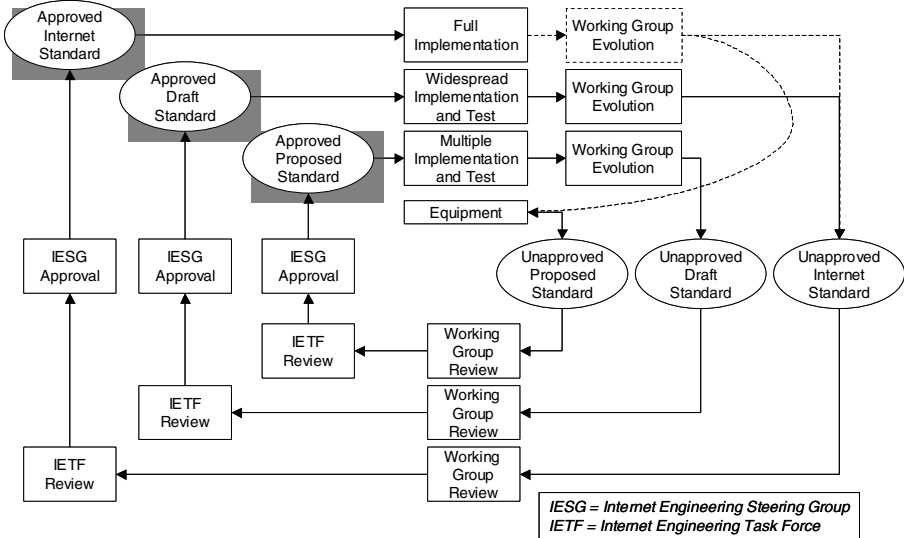 Approved
Internet
Standard
Full
Implementation
Working Group
Evolution
Approved
Draft
Standard
Widespread
Implementation
and Test
Working Group
Evolution
Approved
Proposed
Standard
Multiple
Implementation
and Test
Working Group
Evolution
Equipment
IESG
Approval
IESG
Approval
IESG
Approval
Unapproved
Proposed
Standard
Unapproved
Draft
Standard
Unapproved
Internet
Standard
IETF
Review
Working
Group
Review
IETF
Review
Working
Group
Review
IETF
Review
Working
Group
Review
IESG = Internet Engineering Steering Group
IETF = Internet Engineering Task Force